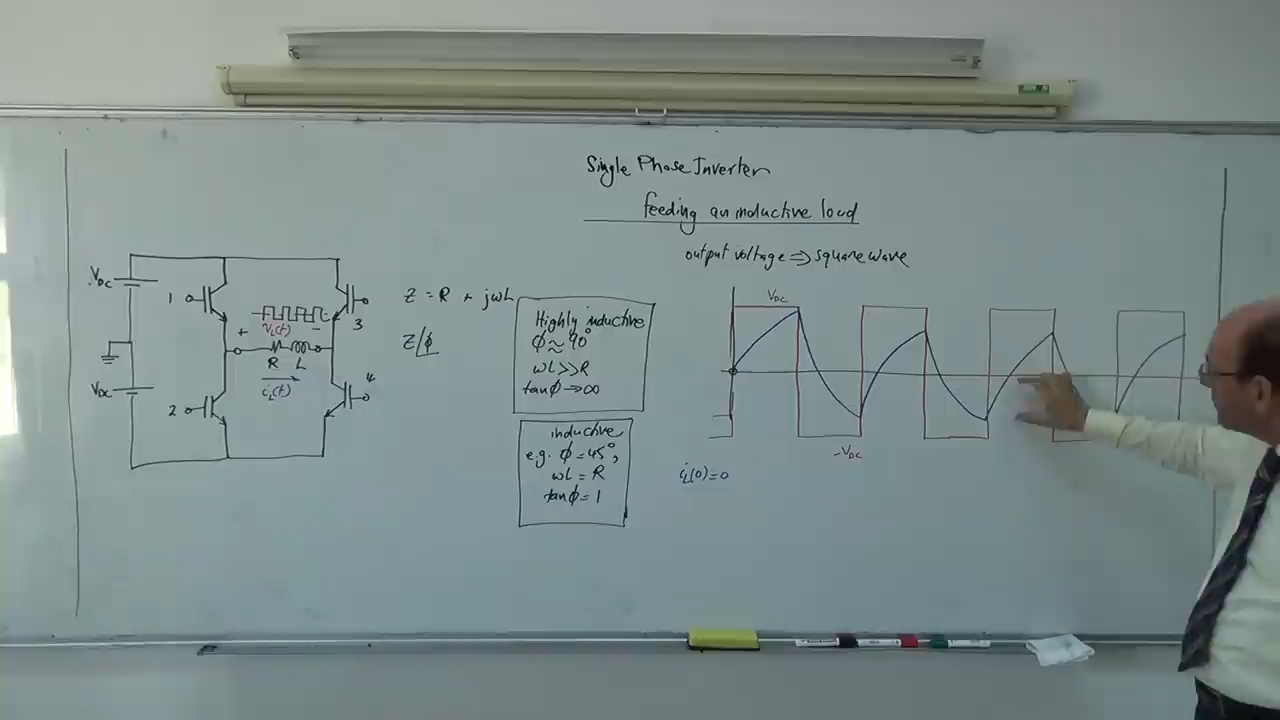 Single Phase Inverter
feeding an inductive load
output voltage ⇒ square wave
VDC
1
3
+ vL(t) -
R L
iL(t)
VDC
2
4
Z = R + jωL
Z/ϕ
Highly inductive
ϕ ≈ 90°
ωL >> R
tanϕ → ∞
inductive
e.g. ϕ = 45°,
ωL = R
tanϕ = 1
VDC
-VDC
iL(0) = 0